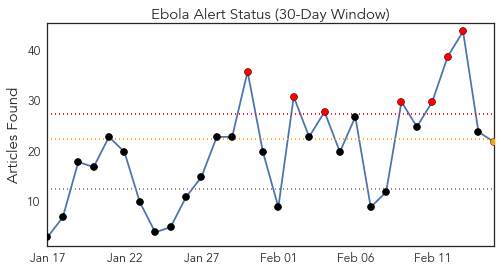 Ebola Alert Status (30-Day Window)
Articles Found
40
30
20
10
Jan 17 Jan 22 Jan 27 Feb 01 Feb 06 Feb 11